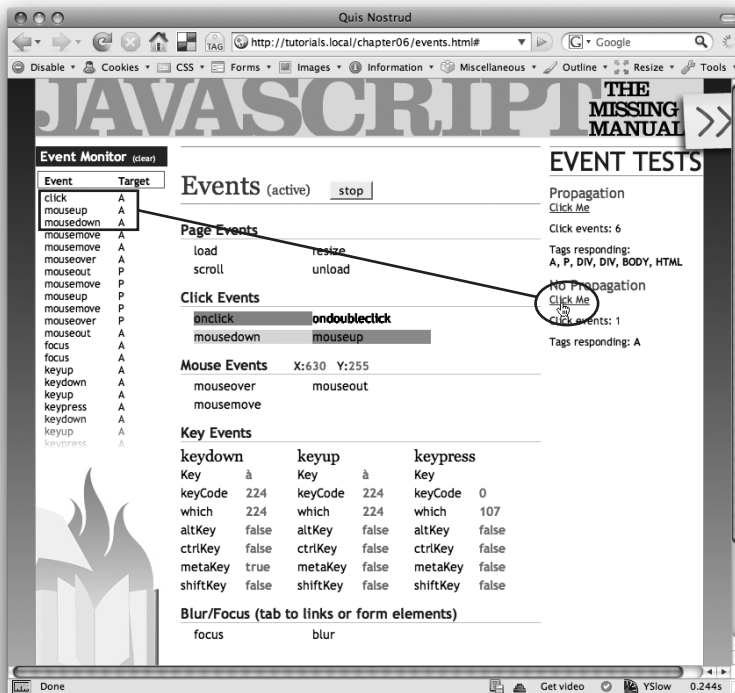 Quis Nostrud
TAG
http://tutorials.local/chapter06/events.html#
G Google
Disable Cookies CSS Forms Images Information Miscellaneous Outline Resize Tools
JAVASCRIPT
THE
MISSING
MANUAL
>>
Event Monitor (clear)
Event Target
click A
mouseup A
mousedown A
mousemove A
mousemove A
mouseover A
mouseout P
mousemove P
mouseup P
mousemove P
mouseover P
mouseout A
focus A
focus A
keyup A
keydown A
keyup A
keypress A
keydown A
keyup A
keypress A
Events (active) stop
Page Events
load resize
scroll unload
Click Events
onclick ondoubleclick
mousedown mouseup
Mouse Events X:630 Y:255
mouseover mouseout
mousemove
Key Events
keydown keyup keypress
Key à Key à Key
keyCode 224 keyCode 224 keyCode 0
which 224 which 224 which 107
altKey false altKey false altKey false
ctrlKey false ctrlKey false ctrlKey false
metaKey true metaKey false metaKey false
shiftKey false shiftKey false shiftKey false
Blur/Focus (tab to links or form elements)
focus blur
EVENT TESTS
Propagation
Click Me
Click events: 6
Tags responding:
A, P, DIV, DIV, BODY, HTML
No Propagation
Click Me
Click events: 1
Tags responding: A
Done Get video YSlow 0.244s